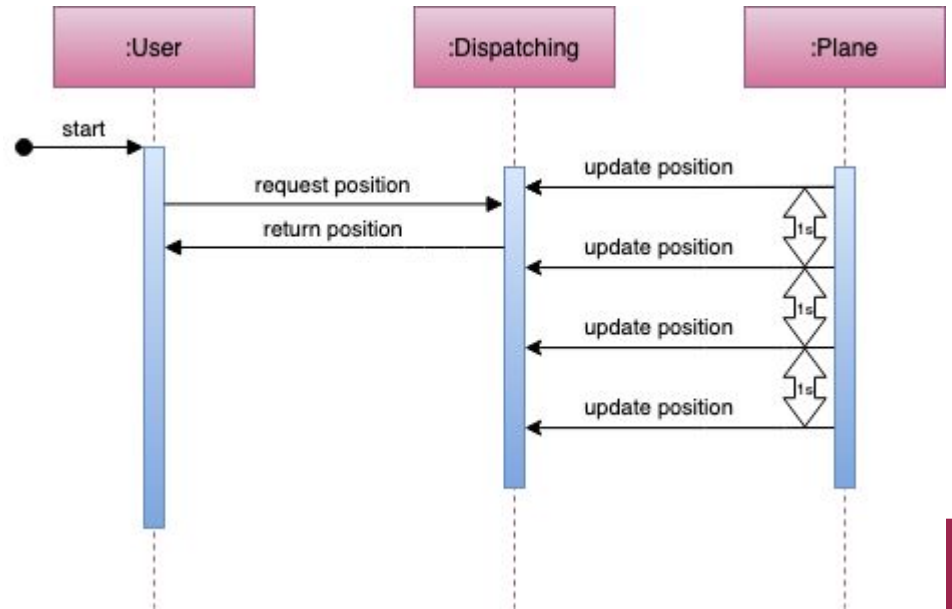 :User
:Dispatching
:Plane
start
update position
request position
1s
return position
update position
1s
update position
1s
update position